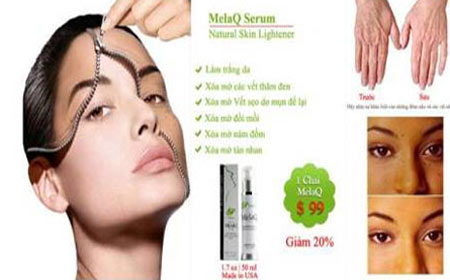 MelaQ Serum
Natural Skin Lightener
Làm trắng da
Xóa mờ các vết thâm đen
Xóa mờ Vết sẹo do mụn để lại
Xóa mờ đồi mồi
Xóa mờ nám đốm
Xóa mờ tàn nhan
MelaQ
1.7 oz | 50 ml
Made in USA
1 Chai
MelaQ
$ 99
Giảm 20%
Trước
Sau